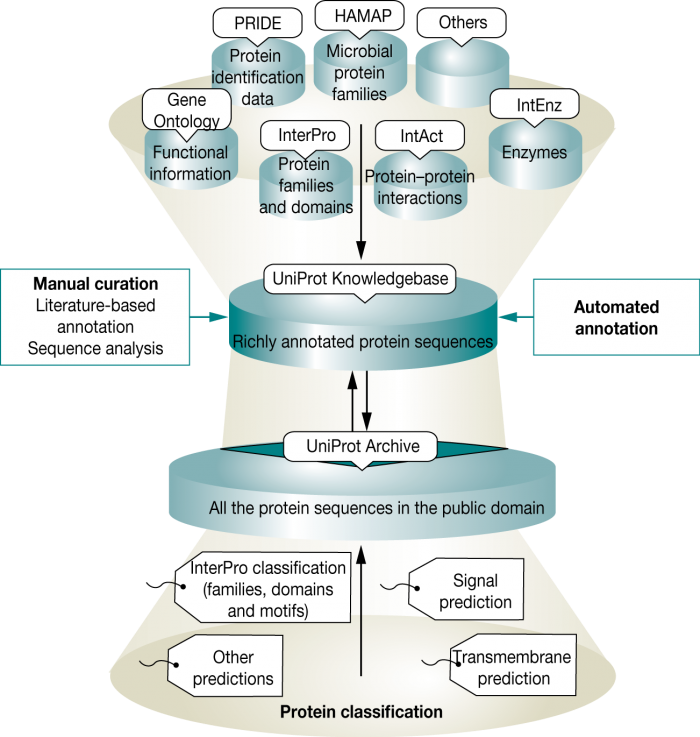 PRIDE
Protein
identification
data
HAMAP
Microbial
protein
families
Others
Gene
Ontology
Functional
information
InterPro
Protein
families
and domains
IntAct
Protein–protein
interactions
IntEnz
Enzymes
UniProt Knowledgebase
Richly annotated protein sequences
Manual curation
Literature-based
annotation
Sequence analysis
Automated
annotation
UniProt Archive
All the protein sequences in the public domain
InterPro classification
(families, domains
and motifs)
Signal
prediction
Other
predictions
Transmembrane
prediction
Protein classification